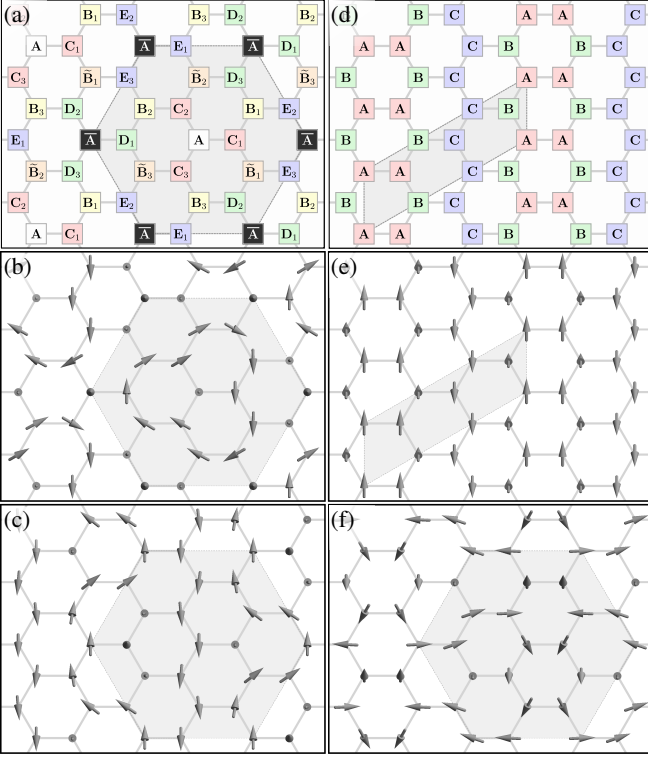 (a) B₁ E₂ B₃ D₂ B₂
A C₁ A̅ E₁ A̅ D₁
C₃ B̃₁ E₃ B̃₂ D₃ B̃₃
B₃ D₂ B₂ C₂ B₁ E₂
E₁ A̅ D₁ A C₁ A̅
B̃₂ D₃ B̃₃ C₃ B̃₁ E₃
C₂ B₁ E₂ B₃ D₂ B₂
A C₁ A̅ E₁ A̅ D₁
(d) B C A A C
A A C B C B
B B C A A C
A A C B C B
B B C A A C
A A C B C B
B B C A A C
A A C B C B
(b)
(e)
(c)
(f)